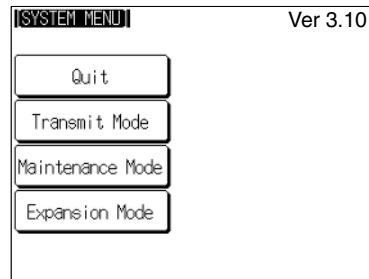 [SYSTEM MENU]
Ver 3.10
Quit
Transmit Mode
Maintenance Mode
Expansion Mode